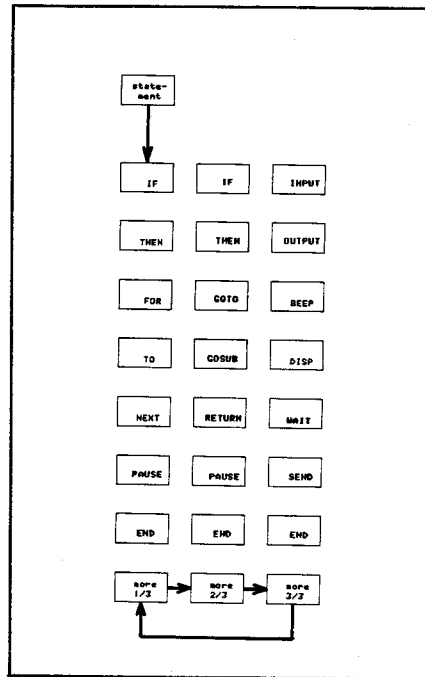 state-
ment
IF IF INPUT
THEN THEN OUTPUT
FOR GOTO BEEP
TO GOSUB DISP
NEXT RETURN WAIT
PAUSE PAUSE SEND
END END END
more more more
1/3 2/3 3/3